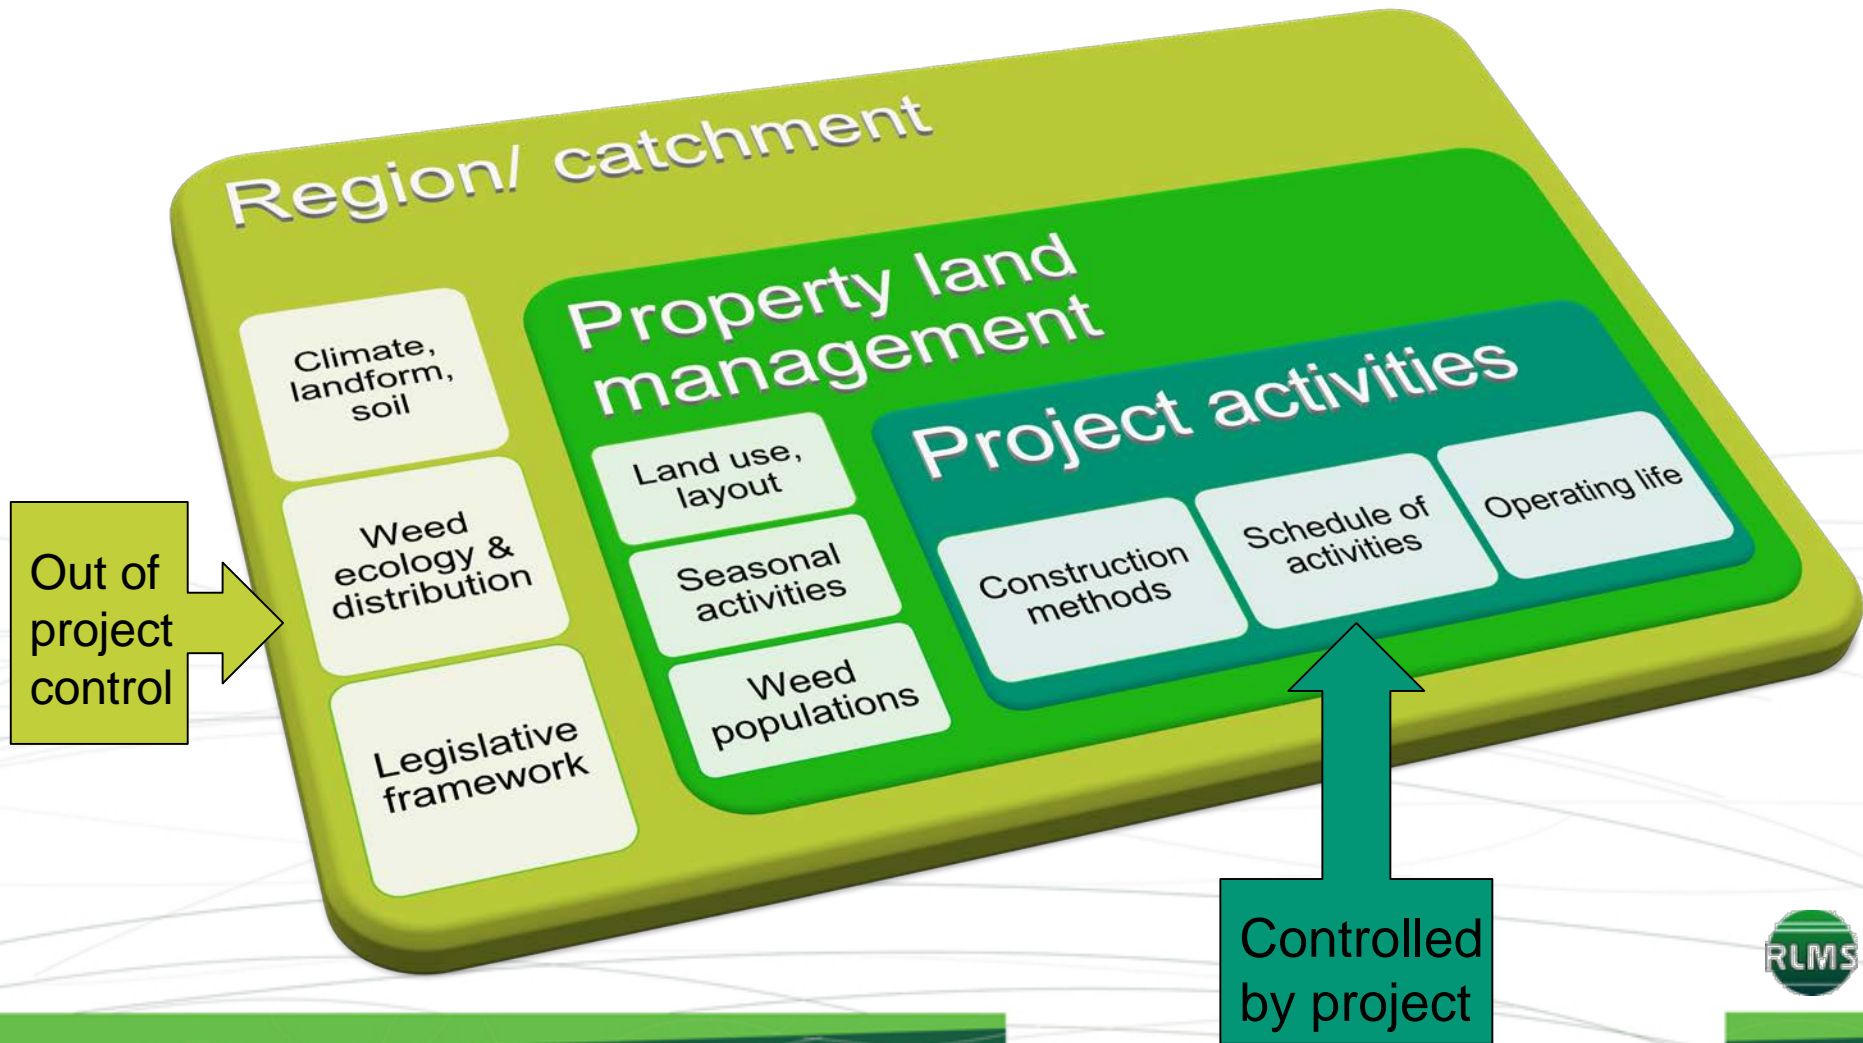 Region/ catchment
Climate,
landform,
soil
Weed
ecology &
distribution
Legislative
framework
Property land
management
Land use,
layout
Seasonal
activities
Weed
populations
Project activities
Construction
methods
Schedule of
activities
Operating life
Out of
project
control
Controlled
by project
RLMS